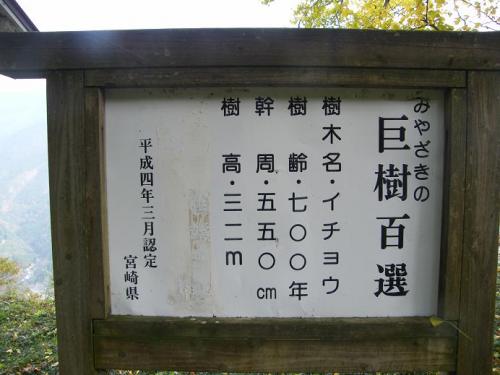 みやざきの
巨樹百選
樹木名・イチョウ
樹 齢・七〇〇年
幹 周・五五〇cm
樹 高・三二m
平成四年三月認定
宮崎県